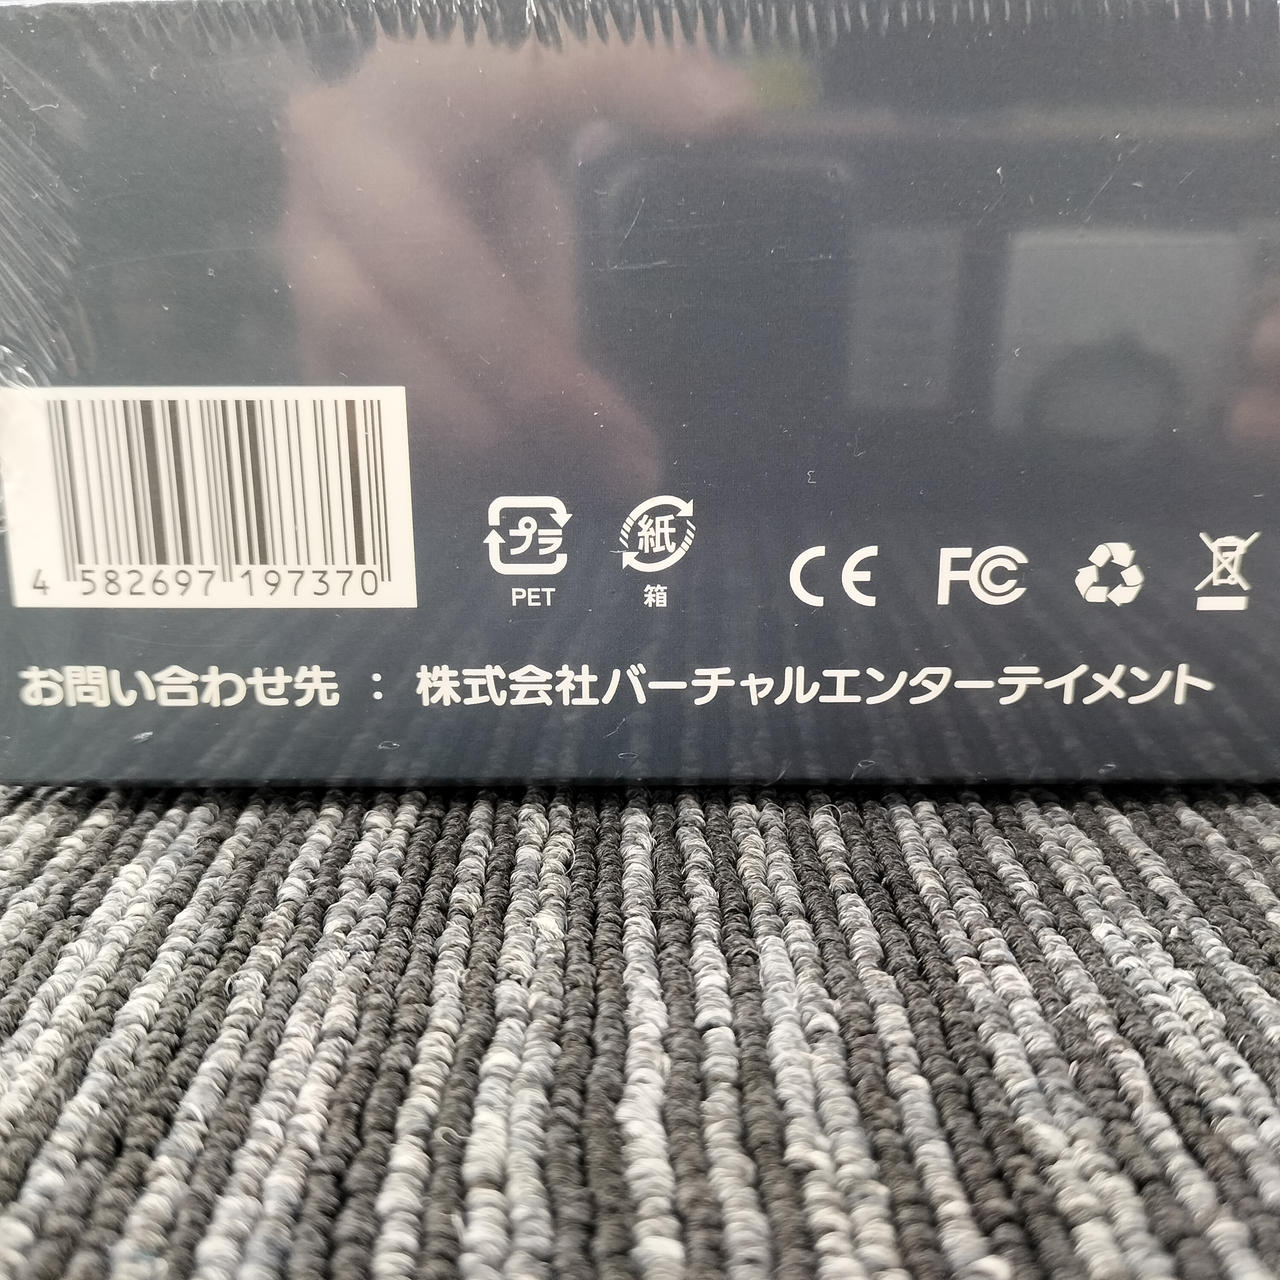 4 582697 197370
プラ
PET
紙
箱
CE FC
お問い合わせ先 : 株式会社バーチャルエンターテイメント